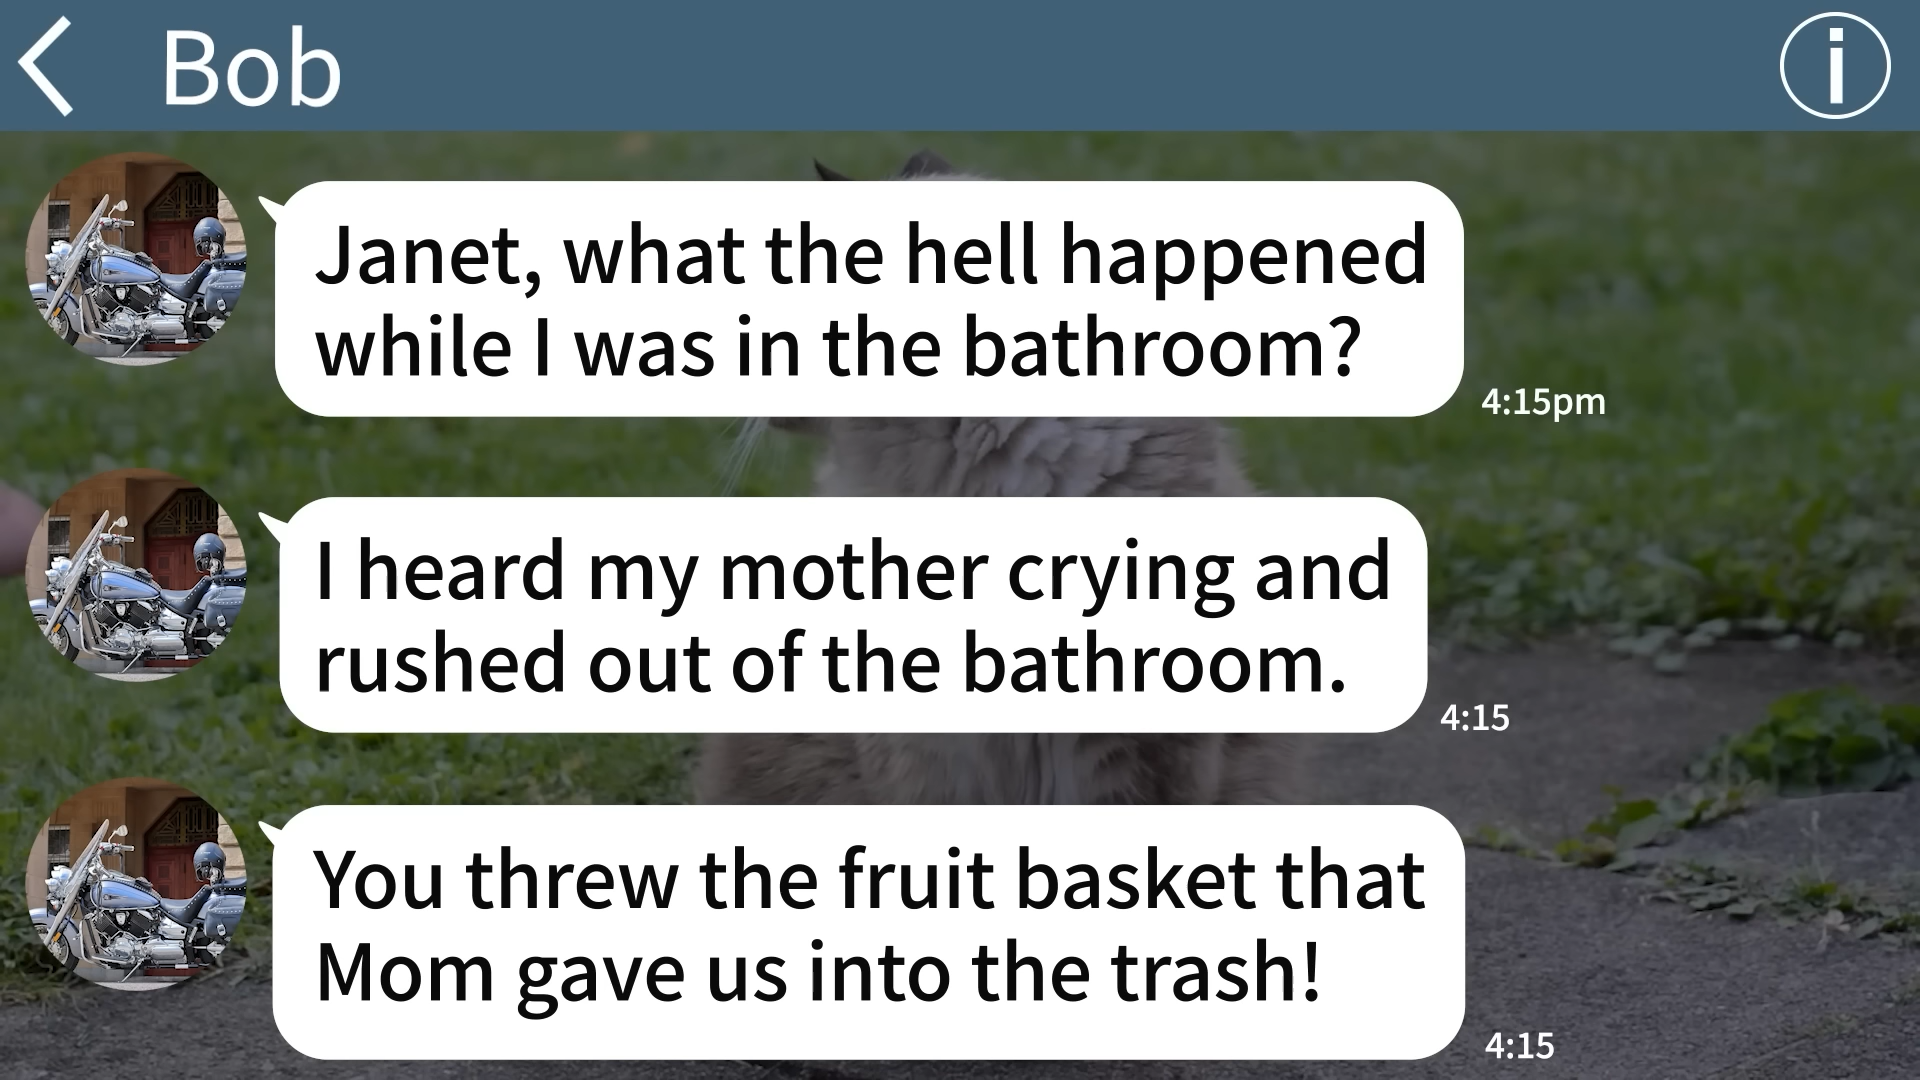 Bob
Janet, what the hell happened
while I was in the bathroom?
4:15pm
I heard my mother crying and
rushed out of the bathroom.
4:15
You threw the fruit basket that
Mom gave us into the trash!
4:15